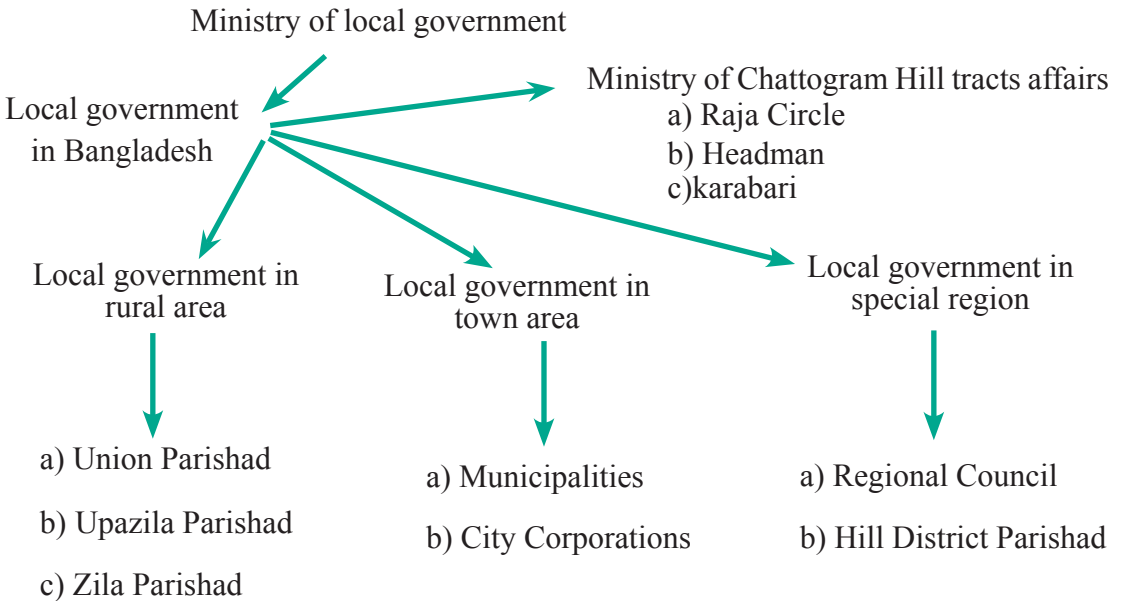 Ministry of local government
Local government
in Bangladesh
Ministry of Chattogram Hill tracts affairs
a) Raja Circle
b) Headman
c)karabari
Local government in
rural area
a) Union Parishad
b) Upazila Parishad
c) Zila Parishad
Local government in
town area
a) Municipalities
b) City Corporations
Local government in
special region
a) Regional Council
b) Hill District Parishad